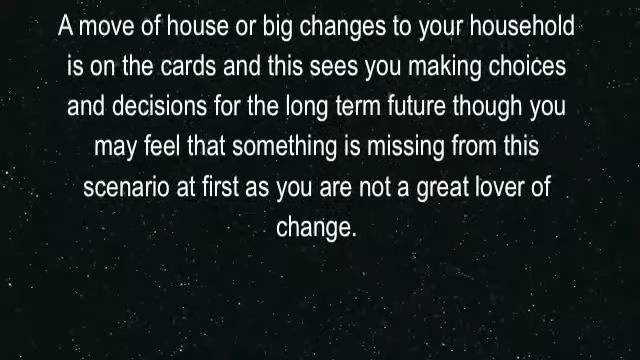 A move of house or big changes to your household
is on the cards and this sees you making choices
and decisions for the long term future though you
may feel that something is missing from this
scenario at first as you are not a great lover of
change.